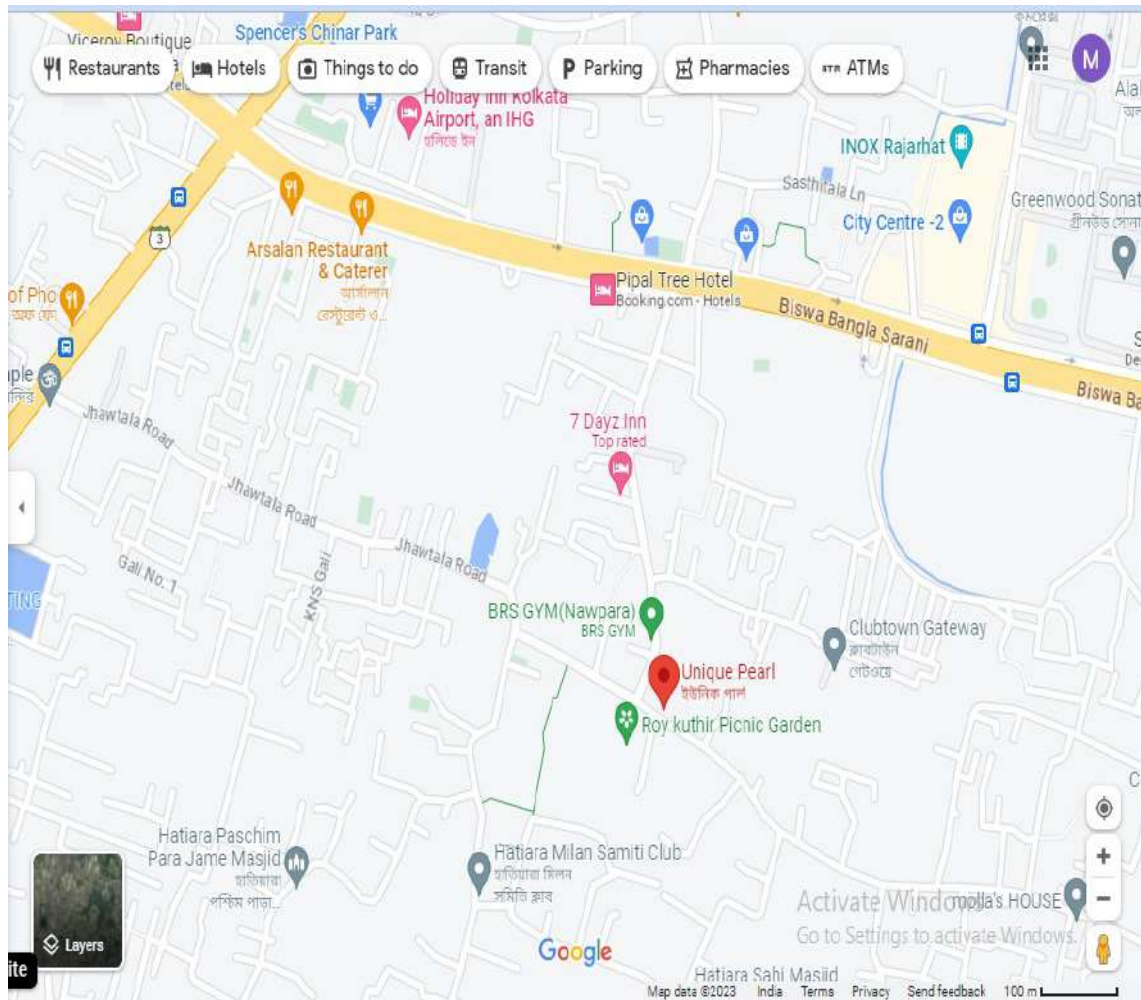 Viceroy Boutique
Spencer's Chinar Park
Restaurants
Hotels
Things to do
Transit
Parking
Pharmacies
ATMs
M
Holiday Inn Kolkata
Airport, an IHG
হলিডে ইন
INOX Rajarhat
Sasthitala Ln
Greenwood Sonat
City Centre -2
3
Arsalan Restaurant
& Caterer
আর্সালান
রেস্টুরেন্ট ও...
of Pho
Pipal Tree Hotel
Booking.com - Hotels
Biswa Bangla Sarani
Biswa Ba
7 Dayz Inn
Top rated
Jhawtala Road
Jhawtala Road
Jhawtala Road
Gali No. 1
KNS Gali
TING
BRS GYM(Nawpara)
BRS GYM
Clubtown Gateway
ক্লাবটাউন
গেটওয়ে
Unique Pearl
ইউনিক পার্ল
Roy kuthir Picnic Garden
Hatiara Paschim
Para Jame Masjid
হাতিয়ারা
পশ্চিম পাড়া...
Hatiara Milan Samiti Club
হাতিয়ারা মিলন
সমিতি ক্লাব
molla's HOUSE
Activate Windows
Go to Settings to activate Windows.
Layers
ite
Google
Hatiara Sahi Masjid
Map data ©2023 India Terms Privacy Send feedback 100 m